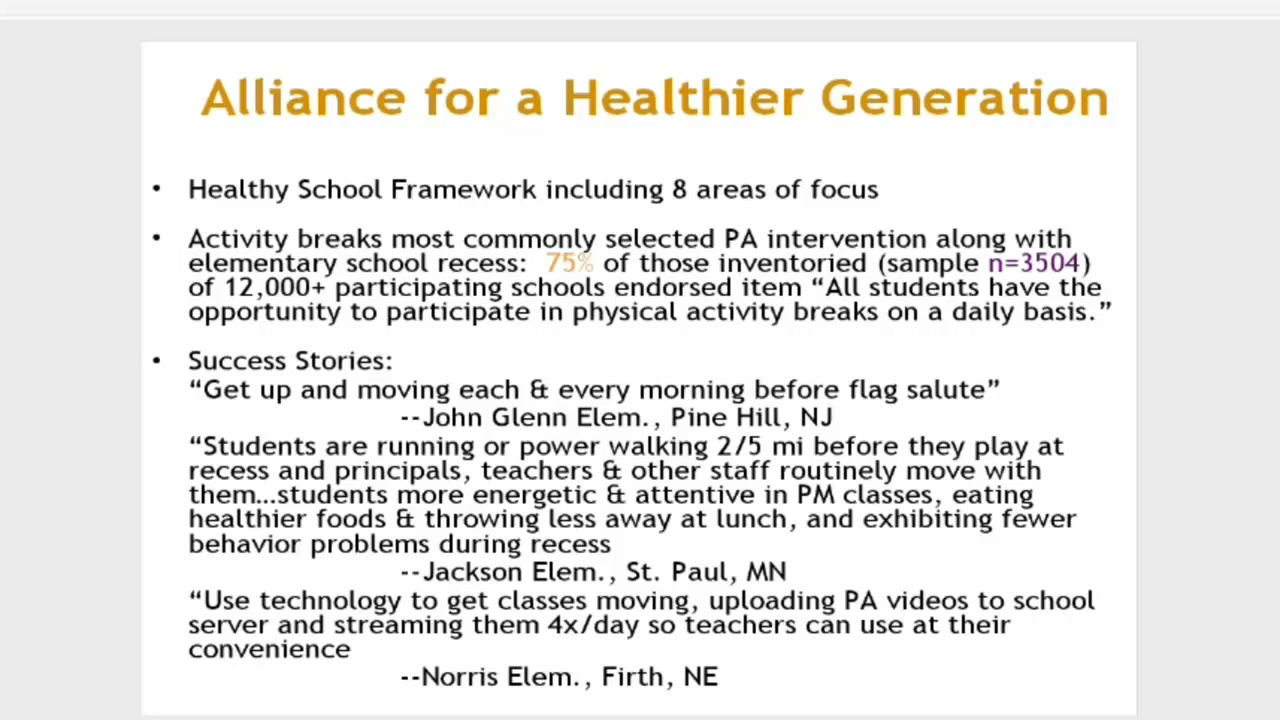 Alliance for a Healthier Generation
• Healthy School Framework including 8 areas of focus
• Activity breaks most commonly selected PA intervention along with
elementary school recess: 75% of those inventoried (sample n=3504)
of 12,000+ participating schools endorsed item “All students have the
opportunity to participate in physical activity breaks on a daily basis.”
• Success Stories:
“Get up and moving each & every morning before flag salute”
--John Glenn Elem., Pine Hill, NJ
“Students are running or power walking 2/5 mi before they play at
recess and principals, teachers & other staff routinely move with
them…students more energetic & attentive in PM classes, eating
healthier foods & throwing less away at lunch, and exhibiting fewer
behavior problems during recess
--Jackson Elem., St. Paul, MN
“Use technology to get classes moving, uploading PA videos to school
server and streaming them 4x/day so teachers can use at their
convenience
--Norris Elem., Firth, NE